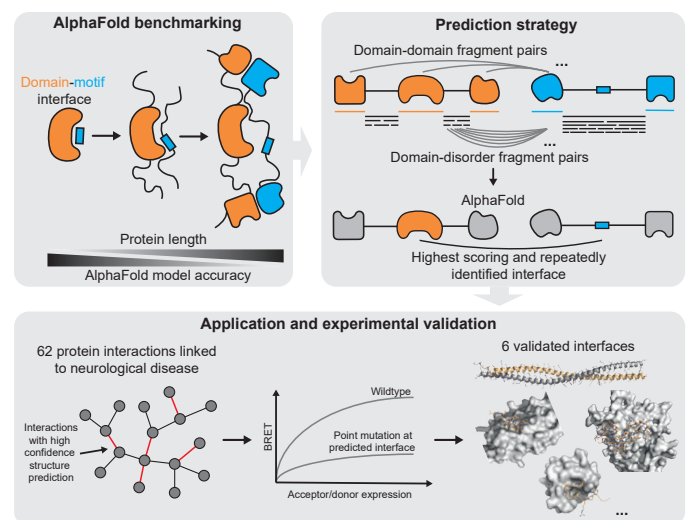 AlphaFold benchmarking
Domain-motif
interface
Protein length
AlphaFold model accuracy
Prediction strategy
Domain-domain fragment pairs
...
...
Domain-disorder fragment pairs
AlphaFold
Highest scoring and repeatedly
identified interface
Application and experimental validation
62 protein interactions linked
to neurological disease
Interactions
with high
confidence
structure
prediction
BRET
Wildtype
Point mutation at
predicted interface
Acceptor/donor expression
6 validated interfaces
...